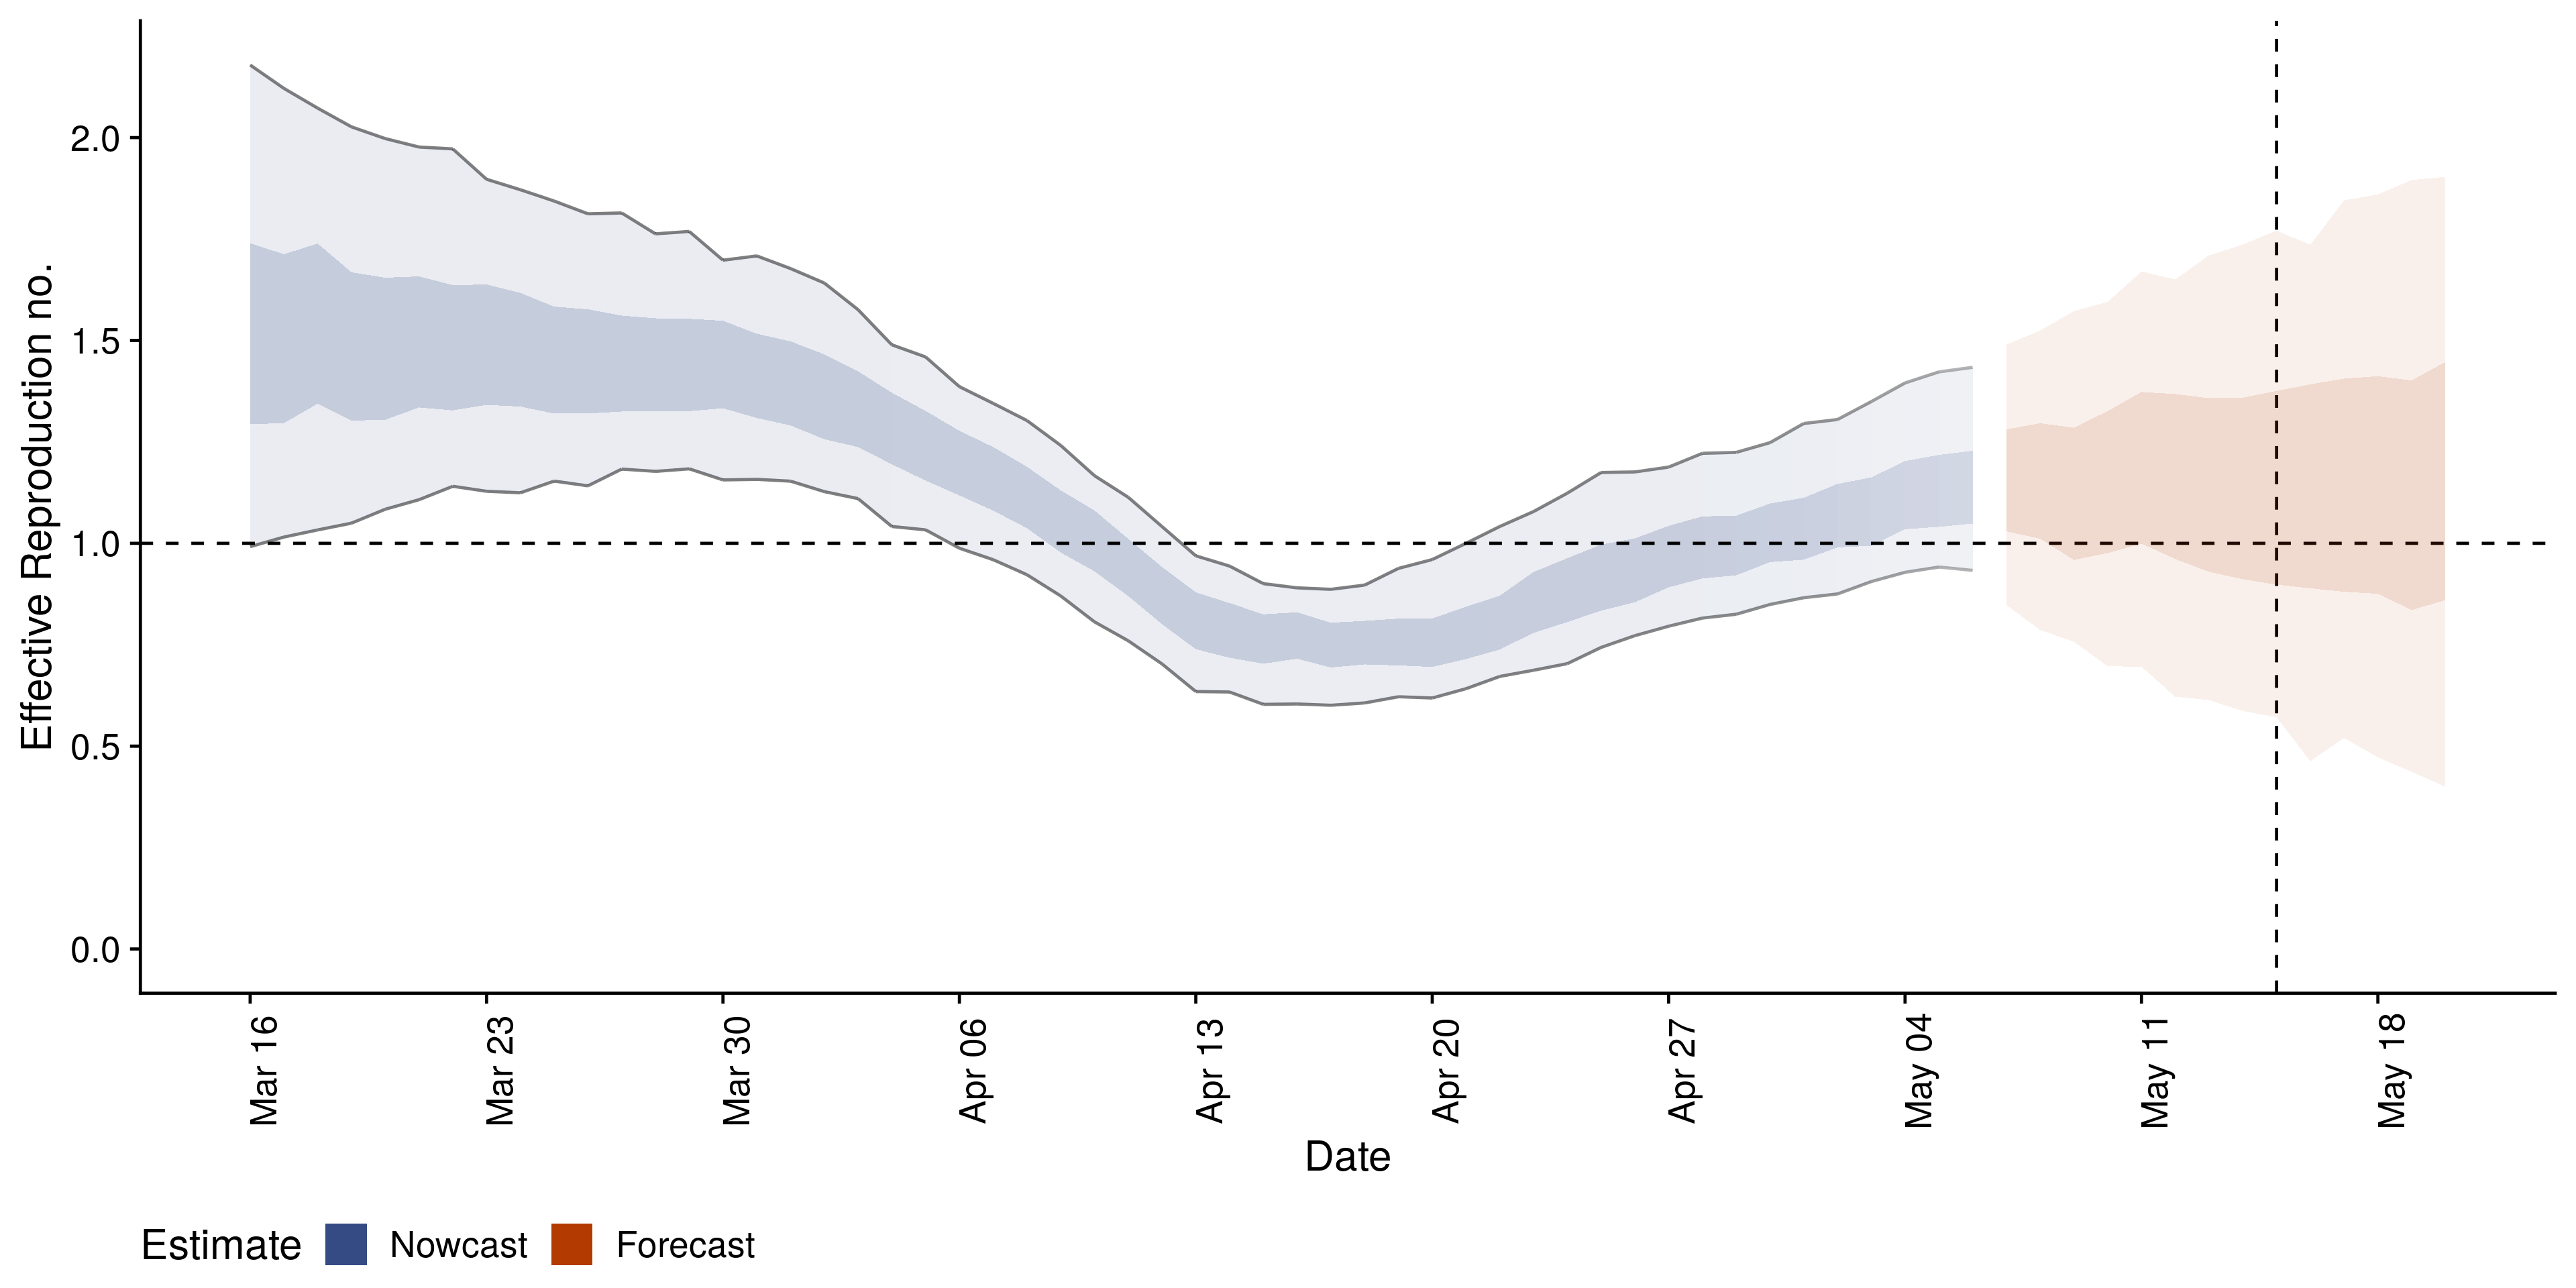 Effective Reproduction no.
2.0
1.5
1.0
0.5
0.0
Mar 16
Mar 23
Mar 30
Apr 06
Apr 13
Apr 20
Apr 27
May 04
May 11
May 18
Date
Estimate Nowcast Forecast